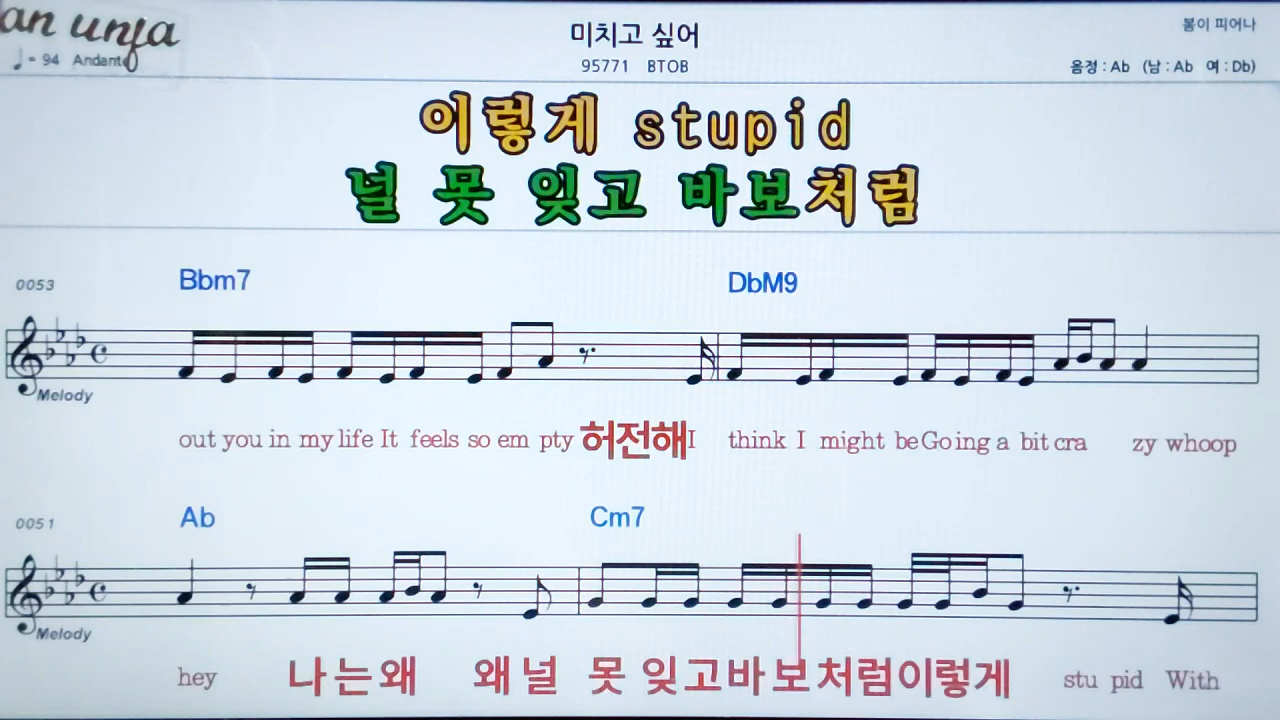 an unja
♩= 94 Andante
미치고 싶어
95771 BTOB
봄이 피어나
음정 : Ab (남 : Ab 여 : Db)
이렇게 stupid
널 못 잊고 바보처럼
0053 Bbm7 DbM9
Melody
out you in my life It feels so em pty 허전해 I think I might be Going a bit cra zy whoop
0051 Ab Cm7
Melody
hey 나는왜 왜널 못 잊고바보처럼이렇게 stu pid With